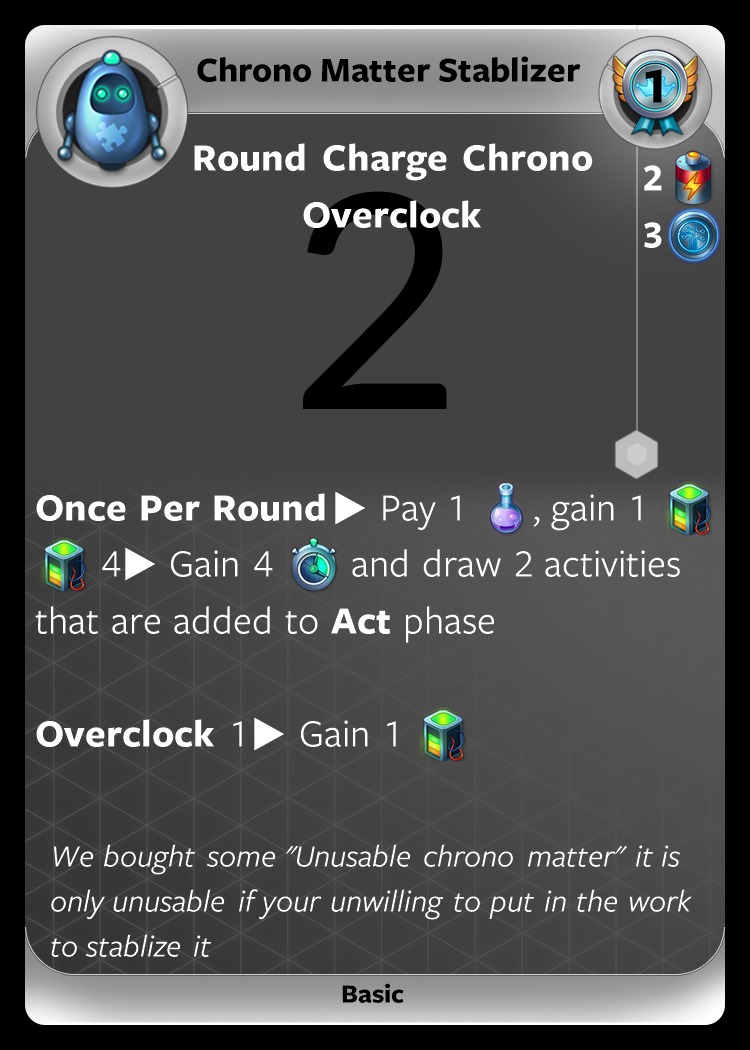 Chrono Matter Stablizer
1
Round Charge Chrono
Overclock
2
3
2
Once Per Round▶ Pay 1 , gain 1
4▶ Gain 4 and draw 2 activities
that are added to Act phase
Overclock 1▶ Gain 1
We bought some "Unusable chrono matter" it is
only unusable if your unwilling to put in the work
to stablize it
Basic